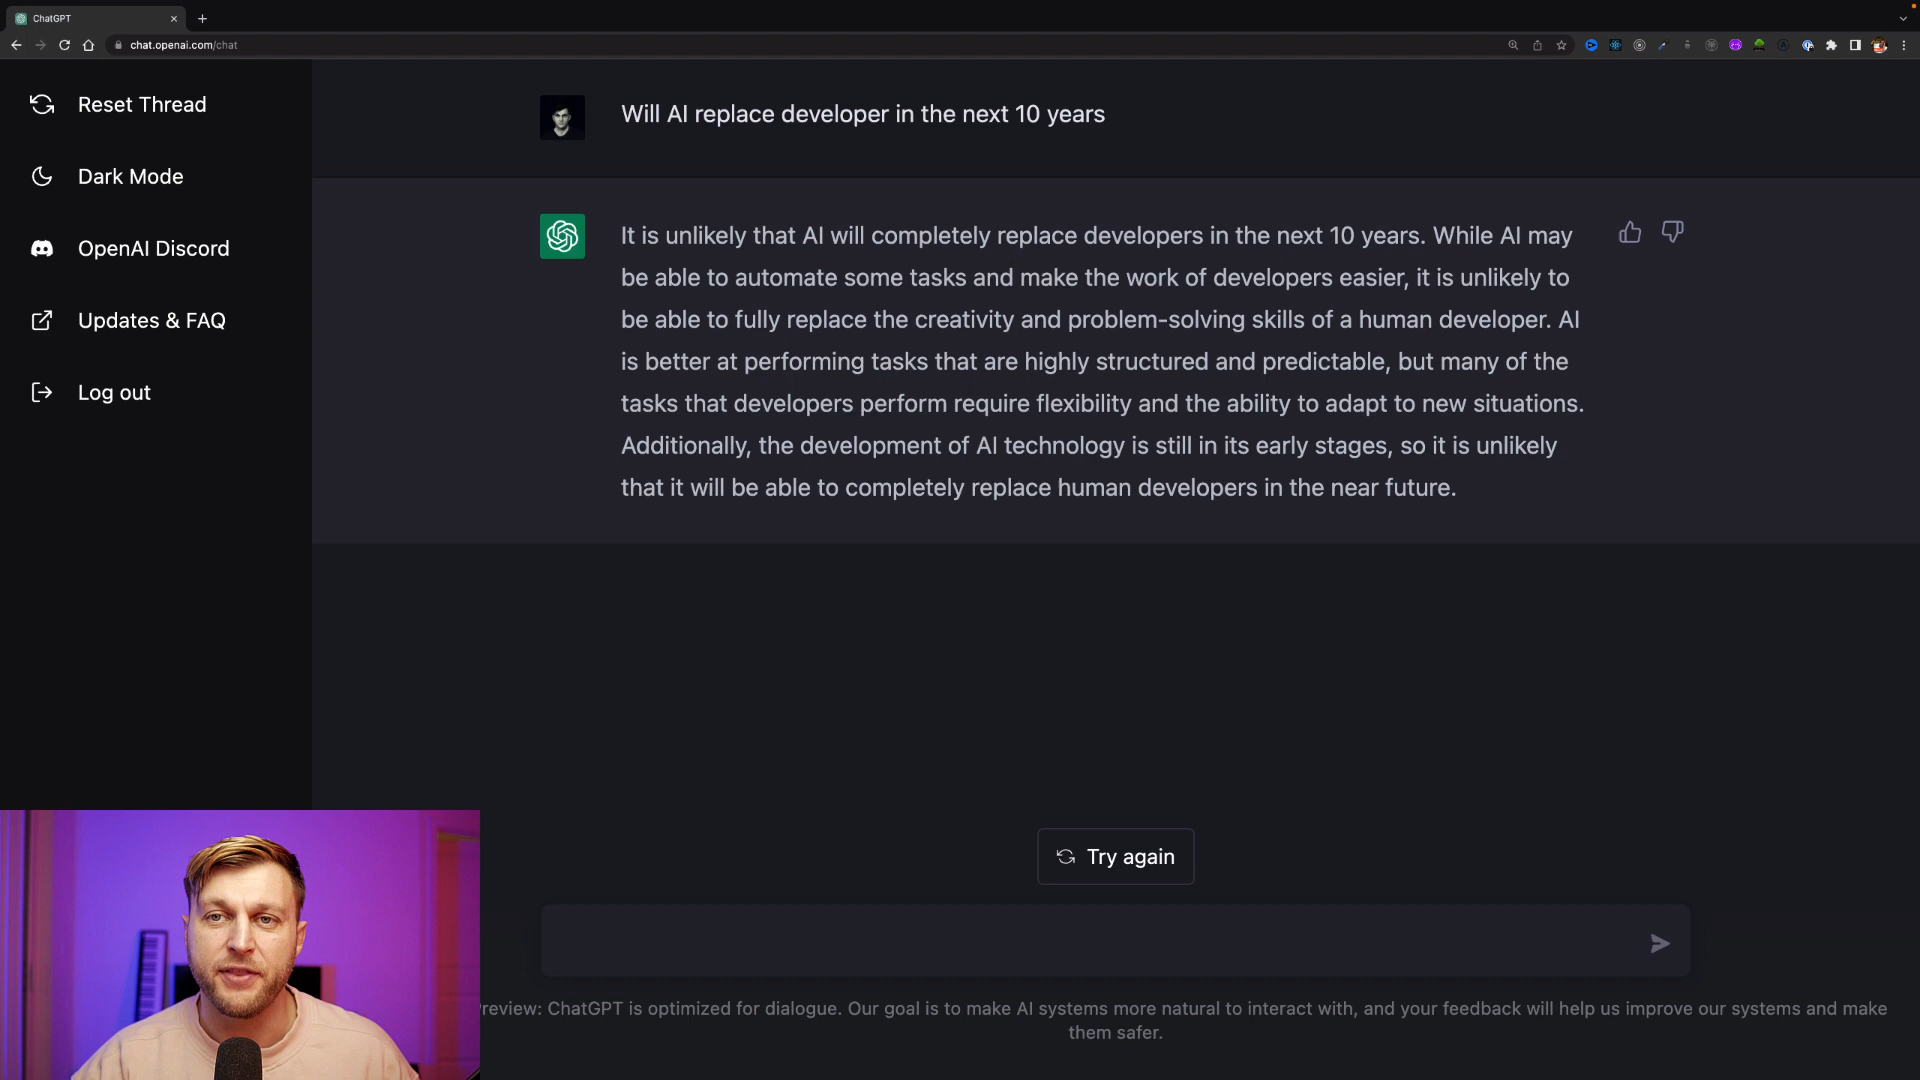 ChatGPT
chat.openai.com/chat
Reset Thread
Dark Mode
OpenAI Discord
Updates & FAQ
Log out
Will AI replace developer in the next 10 years
It is unlikely that AI will completely replace developers in the next 10 years. While AI may
be able to automate some tasks and make the work of developers easier, it is unlikely to
be able to fully replace the creativity and problem-solving skills of a human developer. AI
is better at performing tasks that are highly structured and predictable, but many of the
tasks that developers perform require flexibility and the ability to adapt to new situations.
Additionally, the development of AI technology is still in its early stages, so it is unlikely
that it will be able to completely replace human developers in the near future.
Try again
review: ChatGPT is optimized for dialogue. Our goal is to make AI systems more natural to interact with, and your feedback will help us improve our systems and make
them safer.